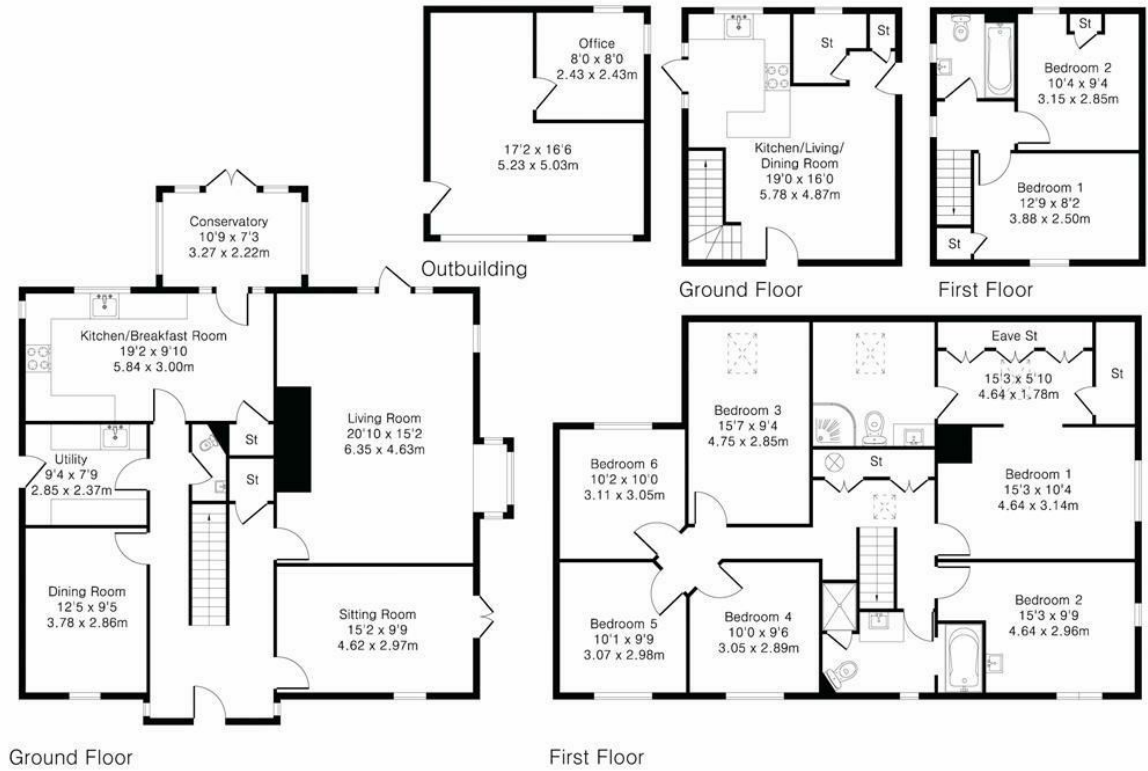 Office
8'0 x 8'0
2.43 x 2.43m
17'2 x 16'6
5.23 x 5.03m
Outbuilding
St
St
Kitchen/Living/
Dining Room
19'0 x 16'0
5.78 x 4.87m
Ground Floor
St
Bedroom 2
10'4 x 9'4
3.15 x 2.85m
Bedroom 1
12'9 x 8'2
3.88 x 2.50m
St
First Floor
Conservatory
10'9 x 7'3
3.27 x 2.22m
Kitchen/Breakfast Room
19'2 x 9'10
5.84 x 3.00m
Living Room
20'10 x 15'2
6.35 x 4.63m
St
St
Utility
9'4 x 7'9
2.85 x 2.37m
Dining Room
12'5 x 9'5
3.78 x 2.86m
Sitting Room
15'2 x 9'9
4.62 x 2.97m
Ground Floor
Eave St
St
15'3 x 5'10
4.64 x 1.78m
Bedroom 3
15'7 x 9'4
4.75 x 2.85m
St
Bedroom 6
10'2 x 10'0
3.11 x 3.05m
Bedroom 1
15'3 x 10'4
4.64 x 3.14m
Bedroom 5
10'1 x 9'9
3.07 x 2.98m
Bedroom 4
10'0 x 9'6
3.05 x 2.89m
Bedroom 2
15'3 x 9'9
4.64 x 2.96m
First Floor